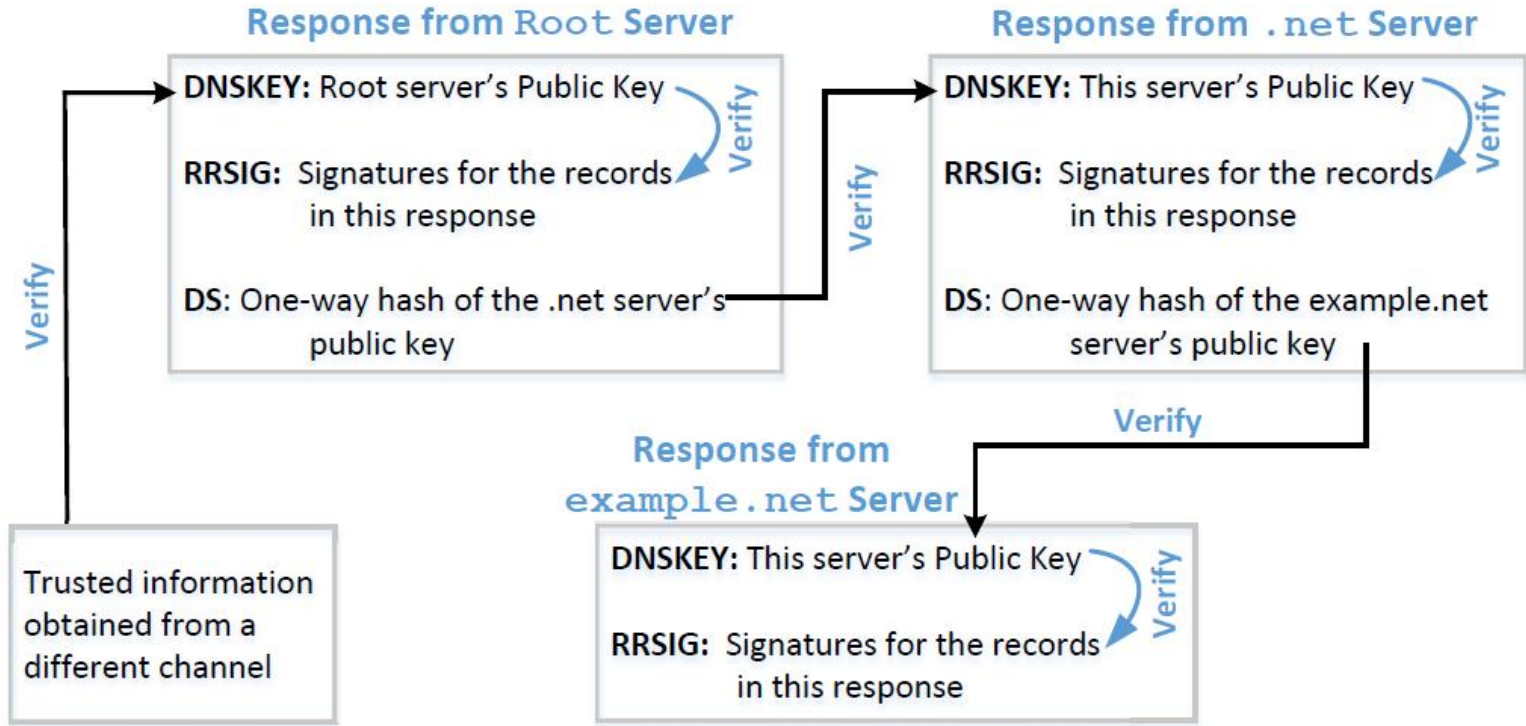 Response from Root Server
DNSKEY: Root server’s Public Key
Verify
RRSIG: Signatures for the records
in this response
DS: One-way hash of the .net server’s
public key
Verify
Verify
Response from .net Server
DNSKEY: This server’s Public Key
Verify
RRSIG: Signatures for the records
in this response
DS: One-way hash of the example.net
server’s public key
Verify
Response from
example.net Server
DNSKEY: This server’s Public Key
Verify
RRSIG: Signatures for the records
in this response
Trusted information
obtained from a
different channel